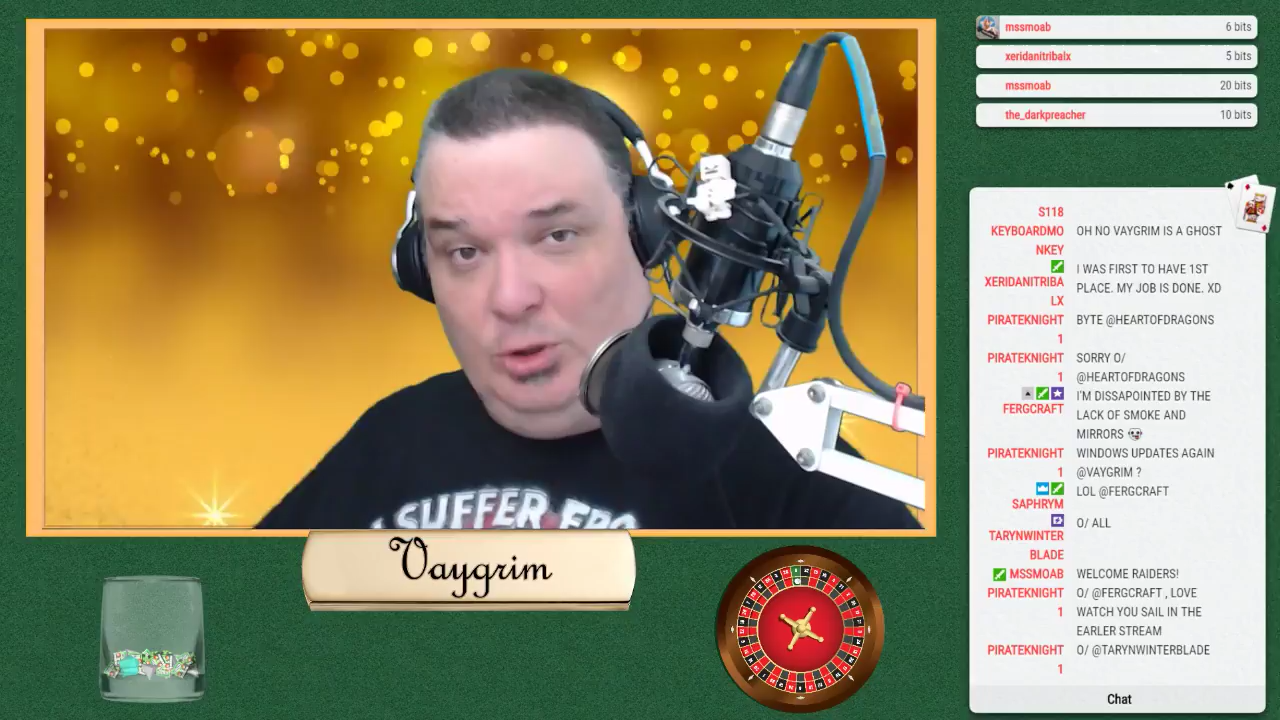 mssmoab 6 bits
xeridanitribalx 5 bits
mssmoab 20 bits
the_darkpreacher 10 bits
S118
KEYBOARDMO OH NO VAYGRIM IS A GHOST
NKEY
I WAS FIRST TO HAVE 1ST
XERIDANITRIBA PLACE. MY JOB IS DONE. XD
LX
PIRATEKNIGHT BYTE @HEARTOFDRAGONS
1
PIRATEKNIGHT SORRY O/
1 @HEARTOFDRAGONS
I'M DISSAPOINTED BY THE
FERGCRAFT LACK OF SMOKE AND
MIRRORS
PIRATEKNIGHT WINDOWS UPDATES AGAIN
1 @VAYGRIM ?
LOL @FERGCRAFT
SAPHRYM
O/ ALL
TARYNWINTER
BLADE
MSSMOAB WELCOME RAIDERS!
PIRATEKNIGHT O/ @FERGCRAFT , LOVE
1 WATCH YOU SAIL IN THE
EARLER STREAM
PIRATEKNIGHT O/ @TARYNWINTERBLADE
1
Chat
SUFFER FRO
Vaygrim